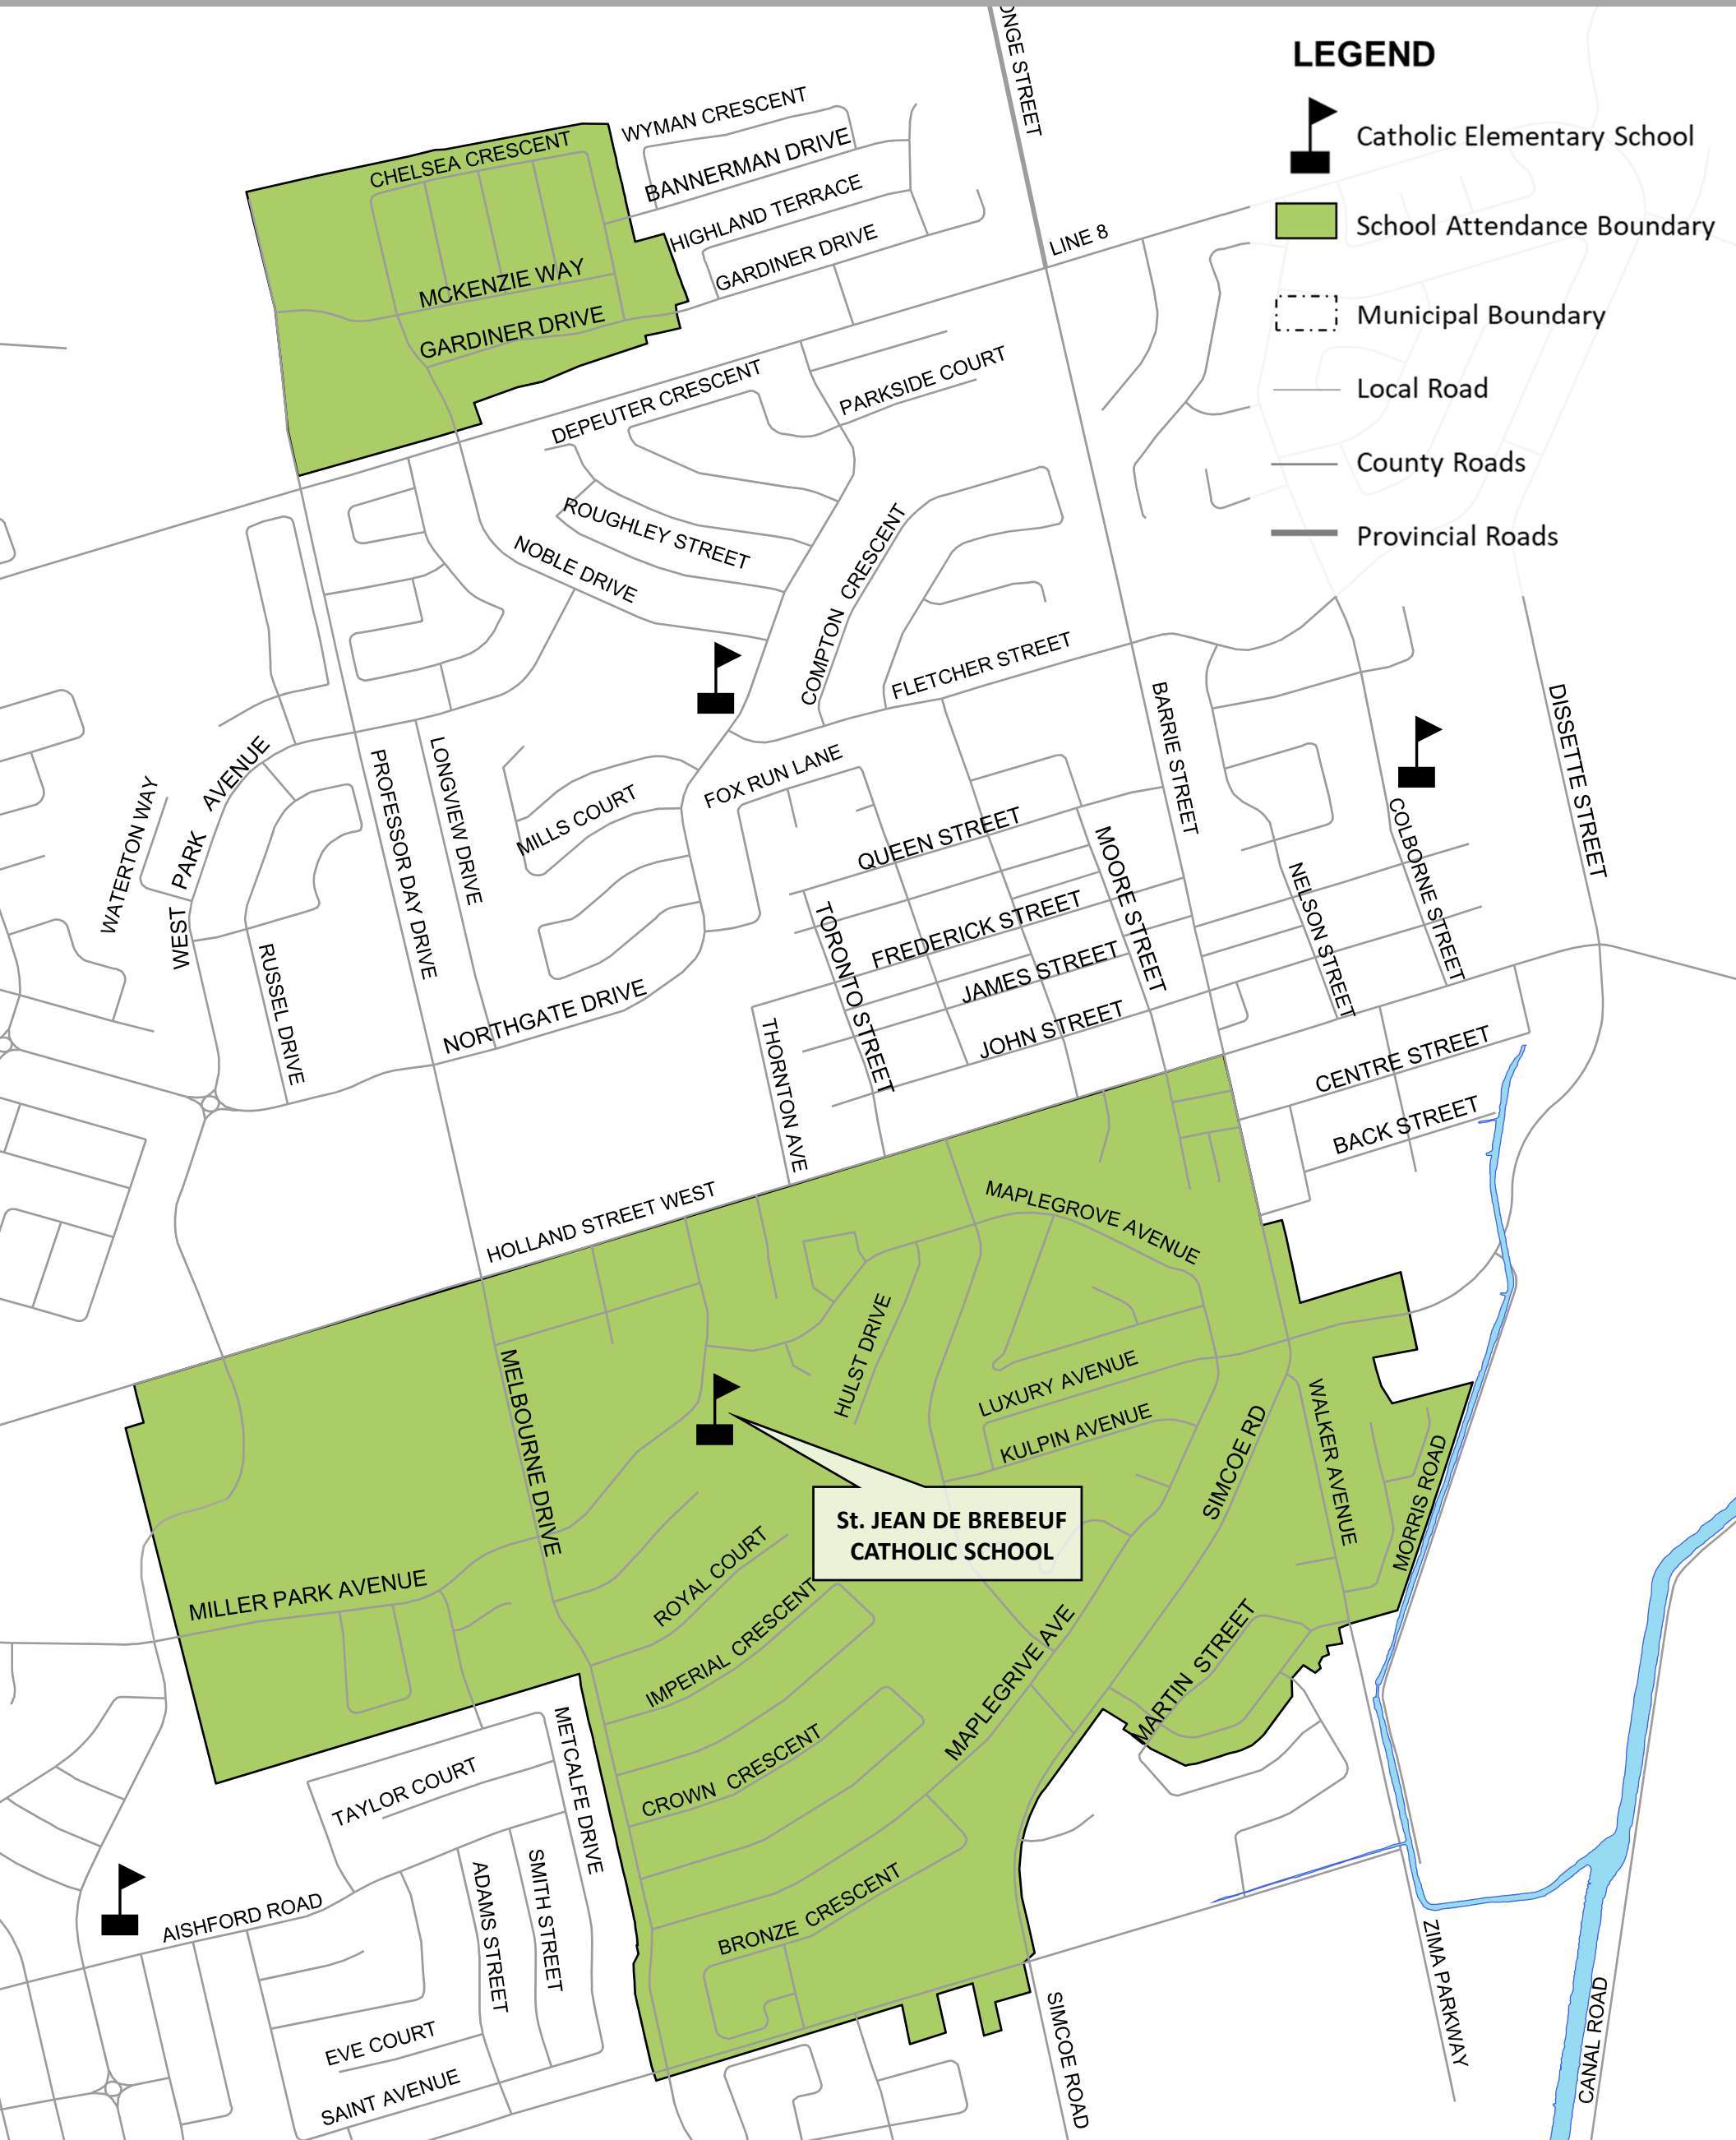 ONGE STREET
LEGEND
Catholic Elementary School
School Attendance Boundary
Municipal Boundary
Local Road
County Roads
Provincial Roads
WYMAN CRESCENT
CHELSEA CRESCENT
BANNERMAN DRIVE
HIGHLAND TERRACE
GARDINER DRIVE
LINE 8
MCKENZIE WAY
GARDINER DRIVE
DEPEUTER CRESCENT
PARKSIDE COURT
ROUGHLEY STREET
NOBLE DRIVE
COMPTON CRESCENT
FLETCHER STREET
BARRIE STREET
DISSETTE STREET
WEST PARK AVENUE
WATERTON WAY
PROFESSOR DAY DRIVE
LONGVIEW DRIVE
MILLS COURT
FOX RUN LANE
QUEEN STREET
MOORE STREET
COLBORNE STREET
NELSON STREET
RUSSEL DRIVE
TORONTO STREET
FREDERICK STREET
JAMES STREET
JOHN STREET
NORTHGATE DRIVE
THORNTON AVE
CENTRE STREET
BACK STREET
HOLLAND STREET WEST
MAPLEGROVE AVENUE
HULST DRIVE
MELBOURNE DRIVE
LUXURY AVENUE
KULPIN AVENUE
SIMCOE RD
WALKER AVENUE
MORRIS ROAD
St. JEAN DE BREBEUF
CATHOLIC SCHOOL
MILLER PARK AVENUE
ROYAL COURT
IMPERIAL CRESCENT
MAPLEGRIVE AVE
MARTIN STREET
METCALFE DRIVE
CROWN CRESCENT
TAYLOR COURT
AISHFORD ROAD
ADAMS STREET
SMITH STREET
BRONZE CRESCENT
ZIMA PARKWAY
CANAL ROAD
SIMCOE ROAD
EVE COURT
SAINT AVENUE